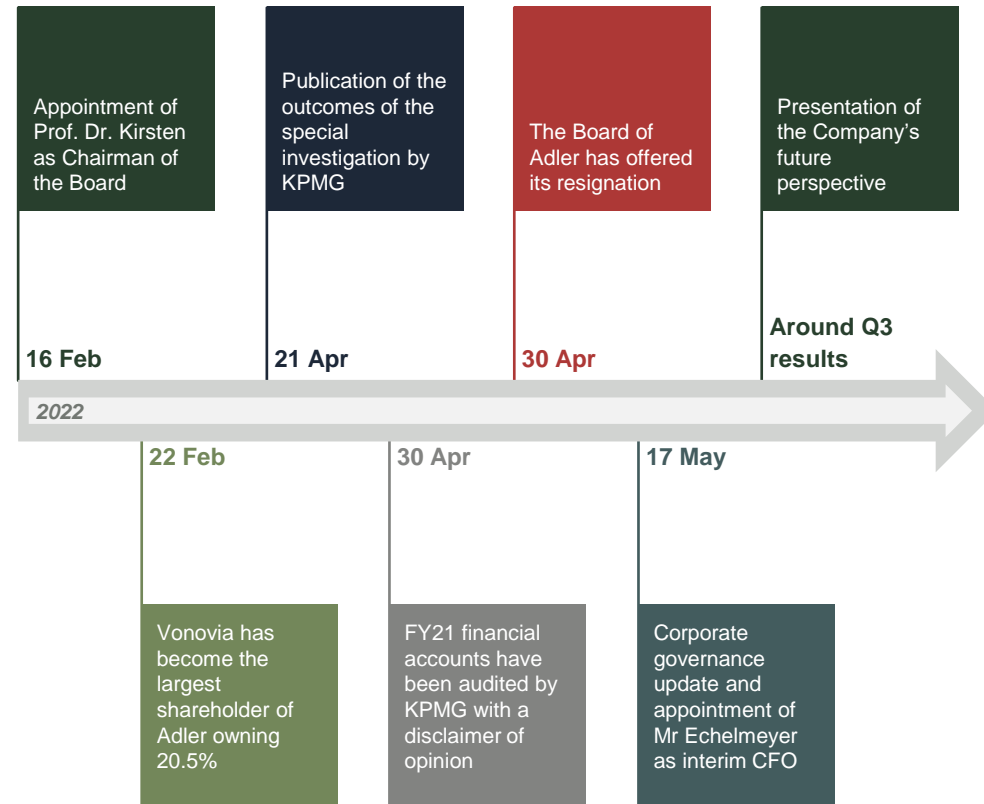 Appointment of
Prof. Dr. Kirsten
as Chairman of
the Board
Publication of the
outcomes of the
special
investigation by
KPMG
The Board of
Adler has offered
its resignation
Presentation of
the Company's
future
perspective
16 Feb
21 Apr
30 Apr
Around Q3
results
2022
22 Feb
30 Apr
17 May
Vonovia has
become the
largest
shareholder of
Adler owning
20.5%
FY21 financial
accounts have
been audited by
KPMG with a
disclaimer of
opinion
Corporate
governance
update and
appointment of
Mr Echelmeyer
as interim CFO